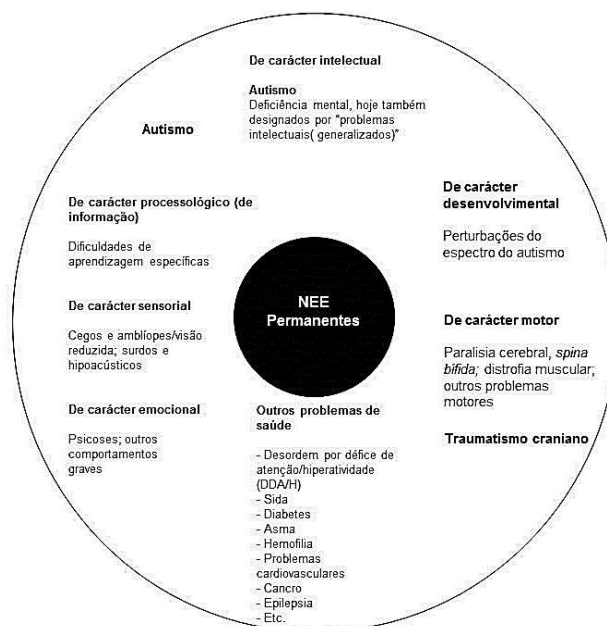 De carácter intelectual
Autismo
Deficiência mental, hoje também
designados por “problemas
intelectuais( generalizados)”
Autismo
De carácter processológico (de
informação)
Dificuldades de
aprendizagem específicas
De carácter sensorial
Cegos e amblíopes/visão
reduzida; surdos e
hipoacústicos
De carácter emocional
Psicoses; outros
comportamentos
graves
NEE
Permanentes
De carácter
desenvolvimental
Perturbações do
espectro do autismo
De carácter motor
Paralisia cerebral, spina
bífida; distrofia muscular;
outros problemas
motores
Traumatismo craniano
Outros problemas de
saúde
- Desordem por défice de
atenção/hiperatividade
(DDA/H)
- Sida
- Diabetes
- Asma
- Hemofilia
- Problemas
cardiovasculares
- Cancro
- Epilepsia
- Etc.